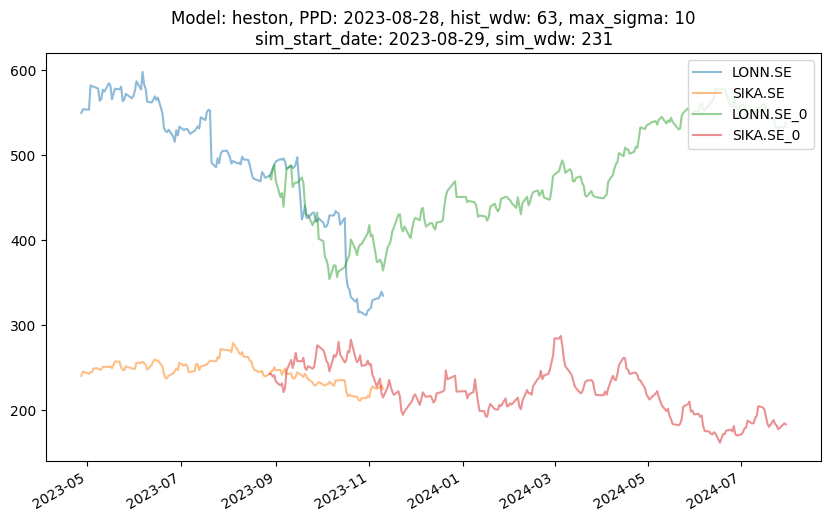 Model: heston, PPD: 2023-08-28, hist_wdw: 63, max_sigma: 10
sim_start_date: 2023-08-29, sim_wdw: 231
LONN.SE
SIKA.SE
LONN.SE_0
SIKA.SE_0
600
500
400
300
200
2023-05
2023-07
2023-09
2023-11
2024-01
2024-03
2024-05
2024-07